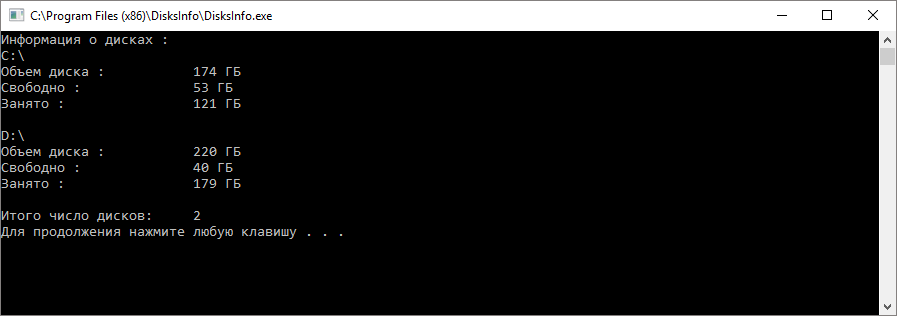 C:\Program Files (x86)\DisksInfo\DisksInfo.exe
Информация о дисках :
C:\
Объем диска : 174 ГБ
Свободно : 53 ГБ
Занято : 121 ГБ
D:\
Объем диска : 220 ГБ
Свободно : 40 ГБ
Занято : 179 ГБ
Итого число дисков: 2
Для продолжения нажмите любую клавишу . . .